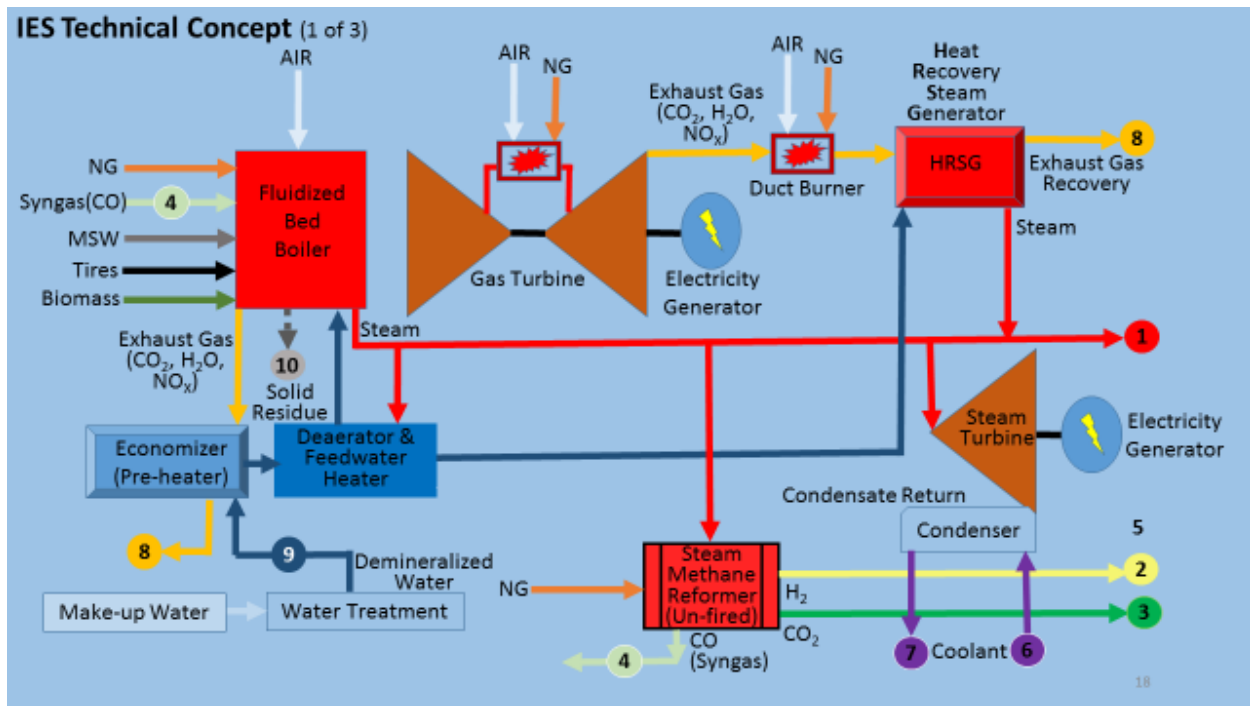 IES Technical Concept (1 of 3)
AIR
NG
Syngas(CO)
4
MSW
Tires
Biomass
Fluidized
Bed
Boiler
AIR
NG
Gas Turbine
Exhaust Gas
(CO₂, H₂O,
NOₓ)
Electricity
Generator
AIR
NG
Duct Burner
Heat
Recovery
Steam
Generator
HRSG
8
Exhaust Gas
Recovery
Steam
Steam
1
Exhaust Gas
(CO₂, H₂O,
NOₓ)
10
Solid
Residue
Economizer
(Pre-heater)
Deaerator &
Feedwater
Heater
Steam
Turbine
Electricity
Generator
Condensate Return
Condenser
5
8
9
Demineralized
Water
Make-up Water
Water Treatment
NG
Steam
Methane
Reformer
(Un-fired)
H₂
2
CO₂
3
4
CO
(Syngas)
7
Coolant
6
18